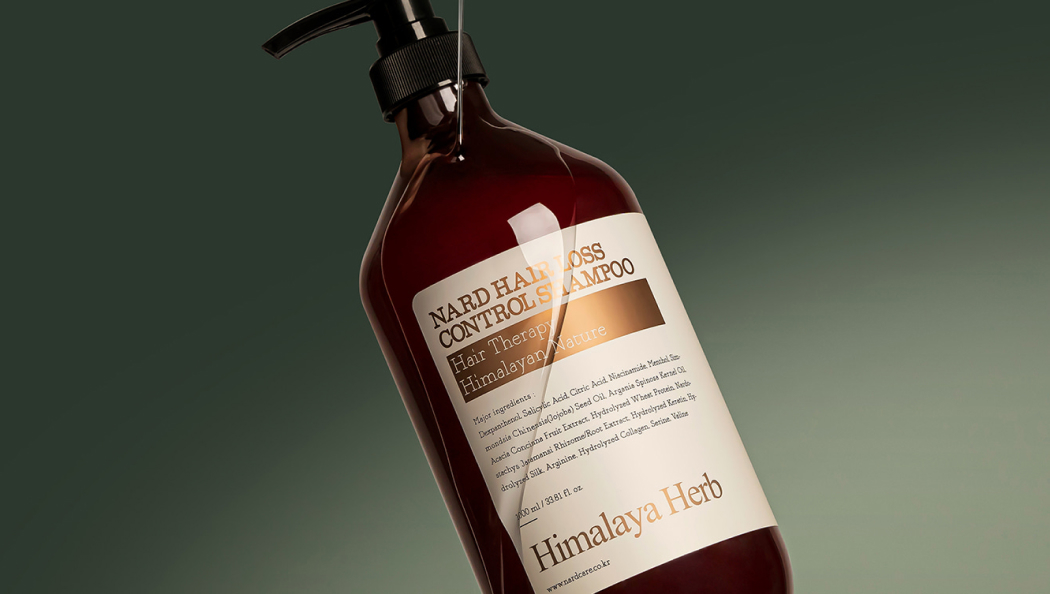 NARD HAIR LOSS
CONTROL SHAMPOO
Hair Therapy
Himalayan Nature
Major ingredients :
Dexpanthenol, Salicylic Acid, Citric Acid, Niacinamide, Menthol, Sim-
mondsia Chinensis(Jojoba) Seed Oil, Argania Spinosa Kernel Oil,
Acacia Concinna Fruit Extract, Hydrolyzed Wheat Protein, Nardo-
stachys Jatamansi Rhizome/Root Extract, Hydrolyzed Keratin, Hy-
drolyzed Silk, Arginine, Hydrolyzed Collagen, Serine, Valine
1000 ml / 33.81 fl. oz.
Himalaya Herb
www.nardcare.co.kr